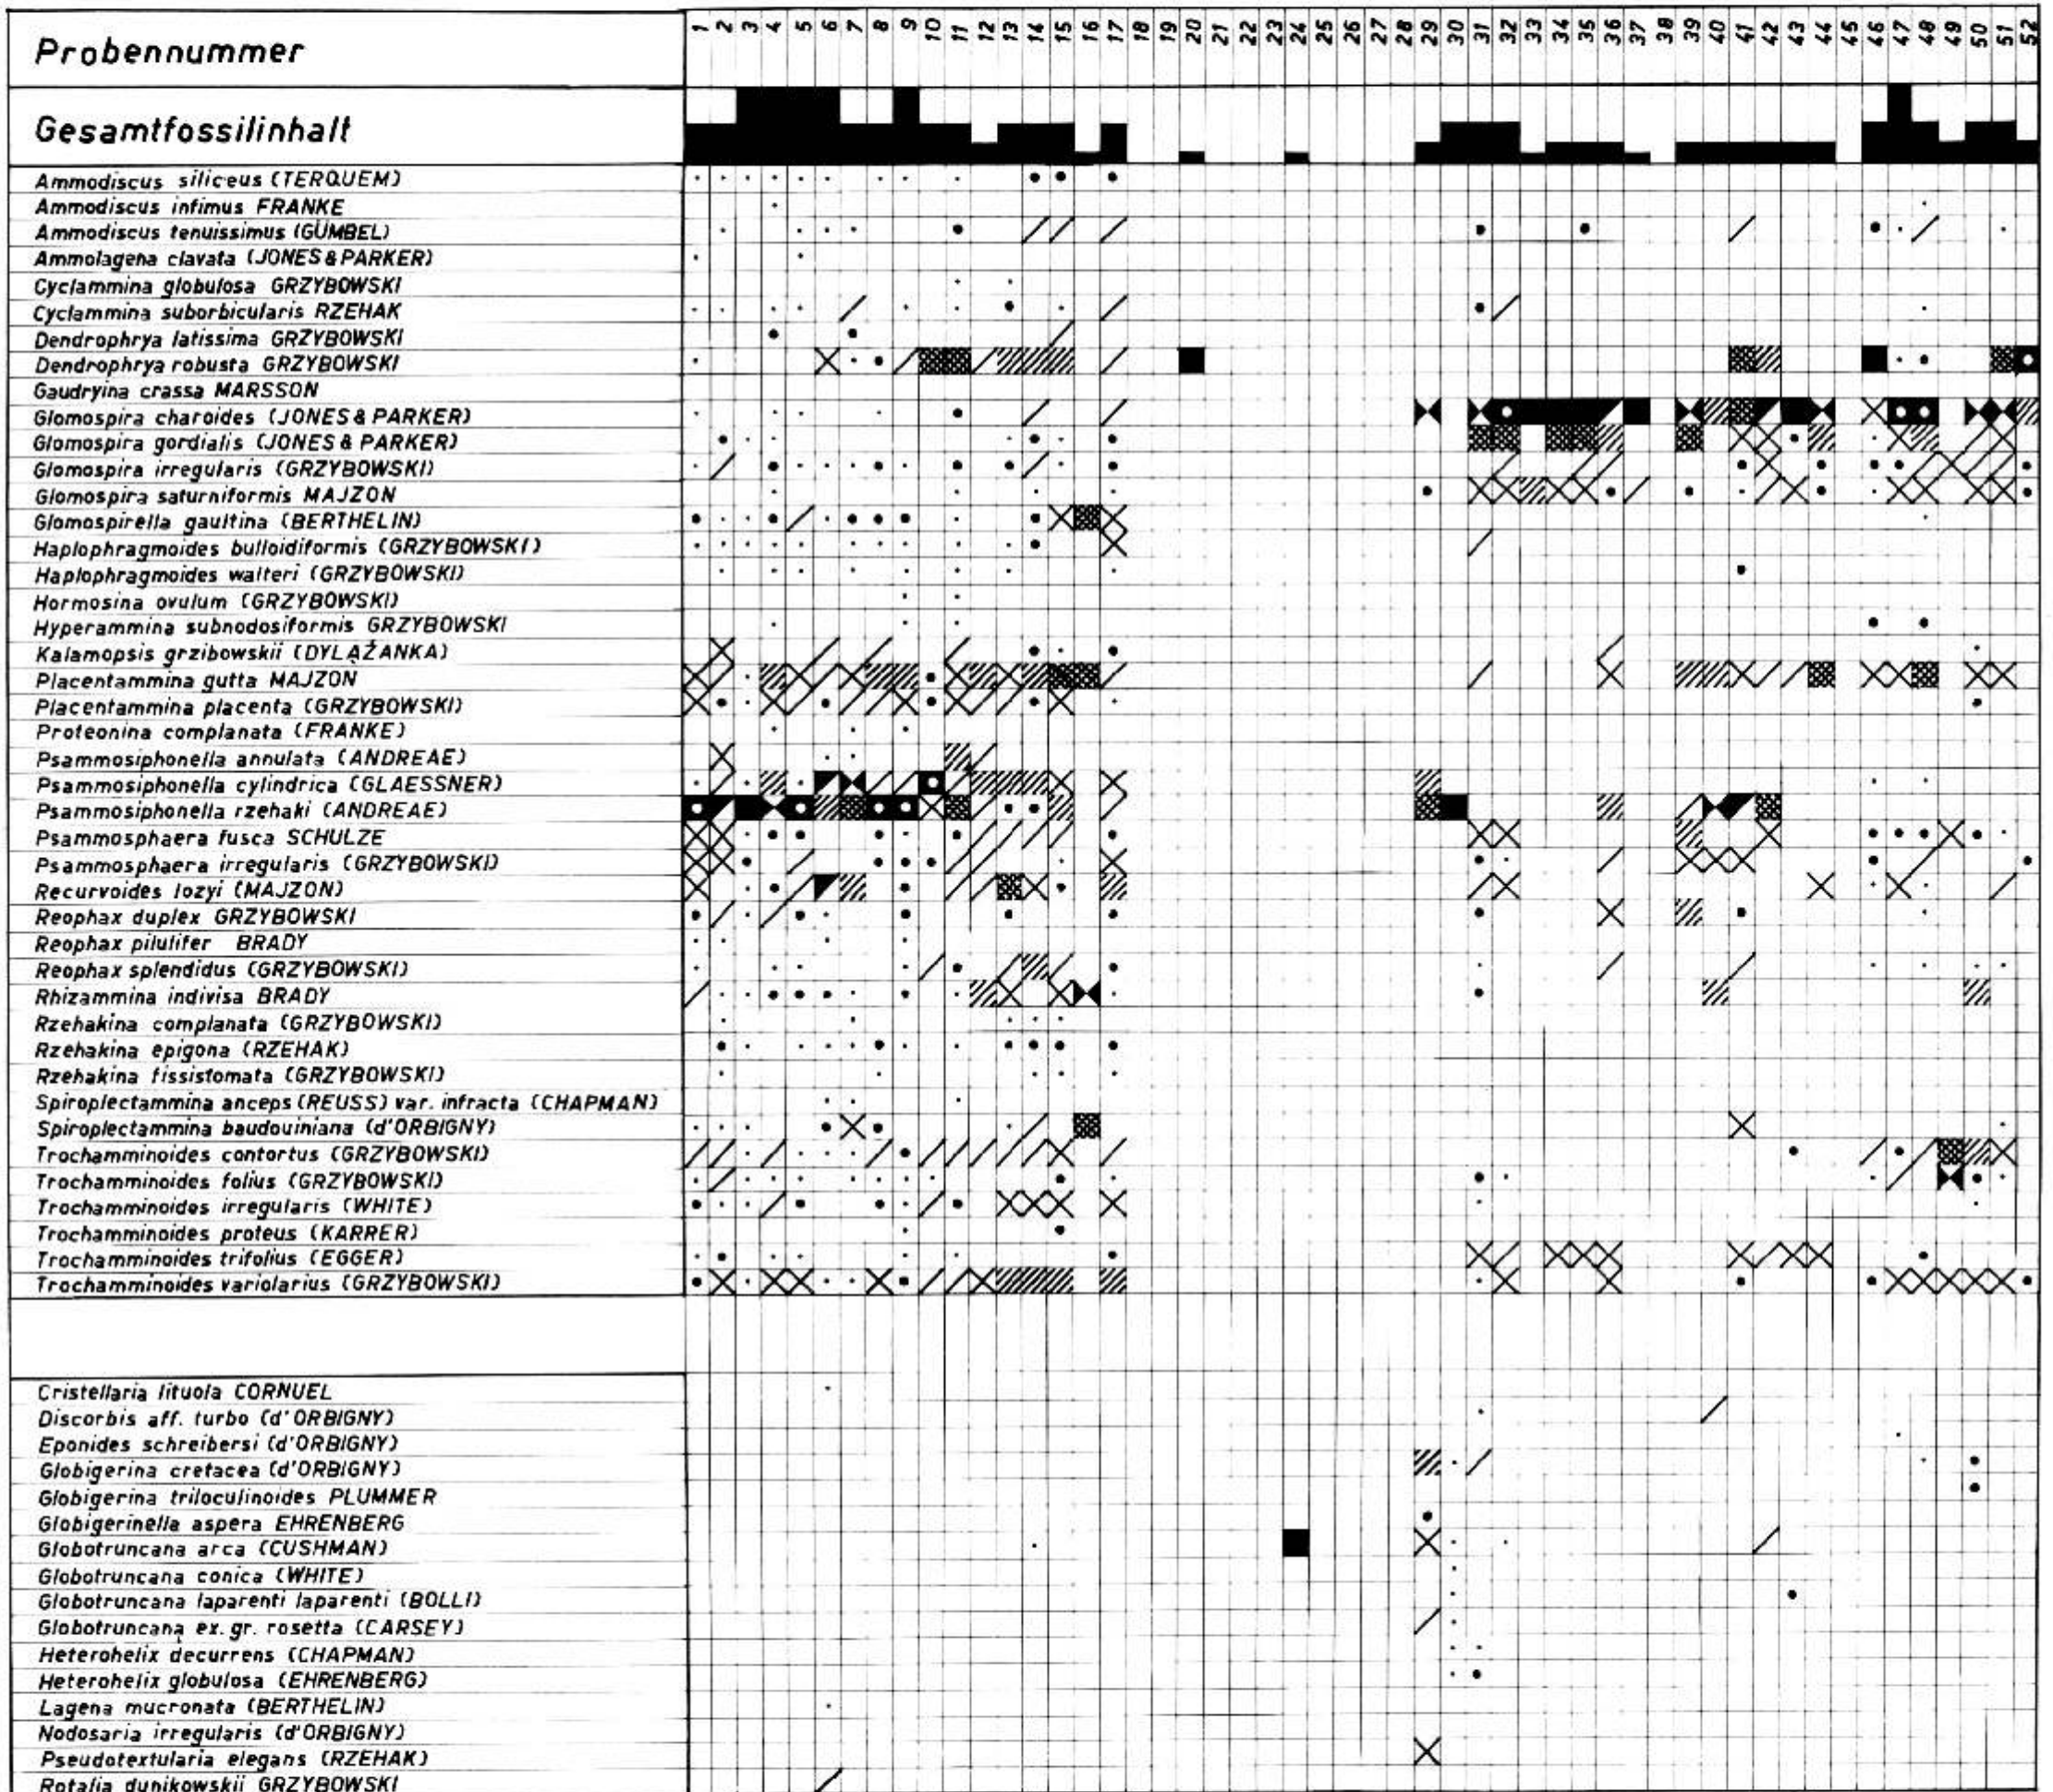 Probennummer
1 2 3 4 5 6 7 8 9 10 11 12 13 14 15 16 17 18 19 20 21 22 23 24 25 26 27 28 29 30 31 32 33 34 35 36 37 38 39 40 41 42 43 44 45 46 47 48 49 50 51 52
Gesamtfossilinhalt
Ammodiscus siliceus (TERQUEM)
Ammodiscus infimus FRANKE
Ammodiscus tenuissimus (GÜMBEL)
Ammolagena clavata (JONES & PARKER)
Cyclammina globulosa GRZYBOWSKI
Cyclammina suborbicularis RZEHAK
Dendrophrya latissima GRZYBOWSKI
Dendrophrya robusta GRZYBOWSKI
Gaudryina crassa MARSSON
Glomospira charoides (JONES & PARKER)
Glomospira gordialis (JONES & PARKER)
Glomospira irregularis (GRZYBOWSKI)
Glomospira saturniformis MAJZON
Glomospirella gaultina (BERTHELIN)
Haplophragmoides bulloidiformis (GRZYBOWSKI)
Haplophragmoides walteri (GRZYBOWSKI)
Hormosina ovulum (GRZYBOWSKI)
Hyperammina subnodosiformis GRZYBOWSKI
Kalamopsis grzibowskii (DYLĄŻANKA)
Placentammina gutta MAJZON
Placentammina placenta (GRZYBOWSKI)
Proteonina complanata (FRANKE)
Psammosiphonella annulata (ANDREAE)
Psammosiphonella cylindrica (GLAESSNER)
Psammosiphonella rzehaki (ANDREAE)
Psammosphaera fusca SCHULZE
Psammosphaera irregularis (GRZYBOWSKI)
Recurvoides lozyi (MAJZON)
Reophax duplex GRZYBOWSKI
Reophax pilulifer BRADY
Reophax splendidus (GRZYBOWSKI)
Rhizammina indivisa BRADY
Rzehakina complanata (GRZYBOWSKI)
Rzehakina epigona (RZEHAK)
Rzehakina fissistomata (GRZYBOWSKI)
Spiroplectammina anceps (REUSS) var. infracta (CHAPMAN)
Spiroplectammina baudouiniana (d'ORBIGNY)
Trochamminoides contortus (GRZYBOWSKI)
Trochamminoides folius (GRZYBOWSKI)
Trochamminoides irregularis (WHITE)
Trochamminoides proteus (KARRER)
Trochamminoides trifolius (EGGER)
Trochamminoides variolarius (GRZYBOWSKI)
Cristellaria lituola CORNUEL
Discorbis aff. turbo (d'ORBIGNY)
Eponides schreibersi (d'ORBIGNY)
Globigerina cretacea (d'ORBIGNY)
Globigerina triloculinoides PLUMMER
Globigerinella aspera EHRENBERG
Globotruncana arca (CUSHMAN)
Globotruncana conica (WHITE)
Globotruncana laparenti laparenti (BOLLI)
Globotruncana ex. gr. rosetta (CARSEY)
Heterohelix decurrens (CHAPMAN)
Heterohelix globulosa (EHRENBERG)
Lagena mucronata (BERTHELIN)
Nodosaria irregularis (d'ORBIGNY)
Pseudotextularia elegans (RZEHAK)
Rotalia dunikowskii GRZYBOWSKI